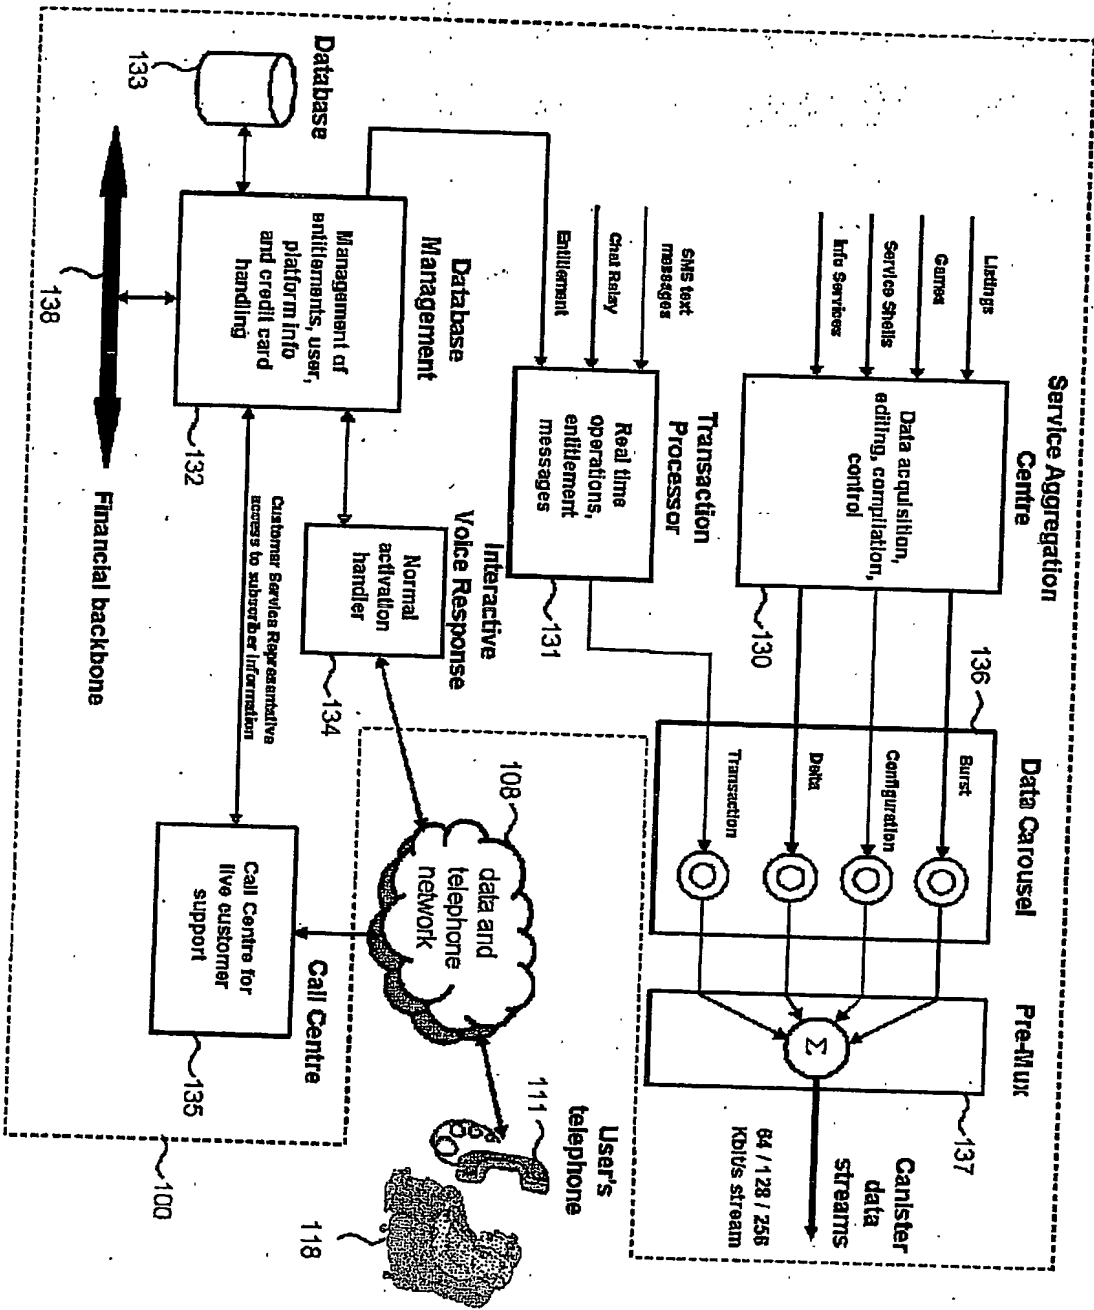 Service Aggregation
Centre
Listings
Games
Service Shells
Info Services
Data acquisition,
editing, compilation,
control
130
136
Data Carousel
Burst
Configuration
Delta
Transaction
Pre-Mux
Σ
137
Canister
data
streams
64 / 128 / 256
Kbit/s stream
Transaction
Processor
SMS text
messages
Chat Relay
Entitlement
Real time
operations,
entitlement
messages
131
Database
133
Database
Management
Management of
entitlements, user,
platform info
and credit card
handling
132
138
Financial backbone
Interactive
Voice Response
Normal
activation
handler
134
Customer Service Representative
access to subscriber information
108
data and
telephone
network
User's
telephone
111
118
Call Centre
Call Centre for
live customer
support
135
100